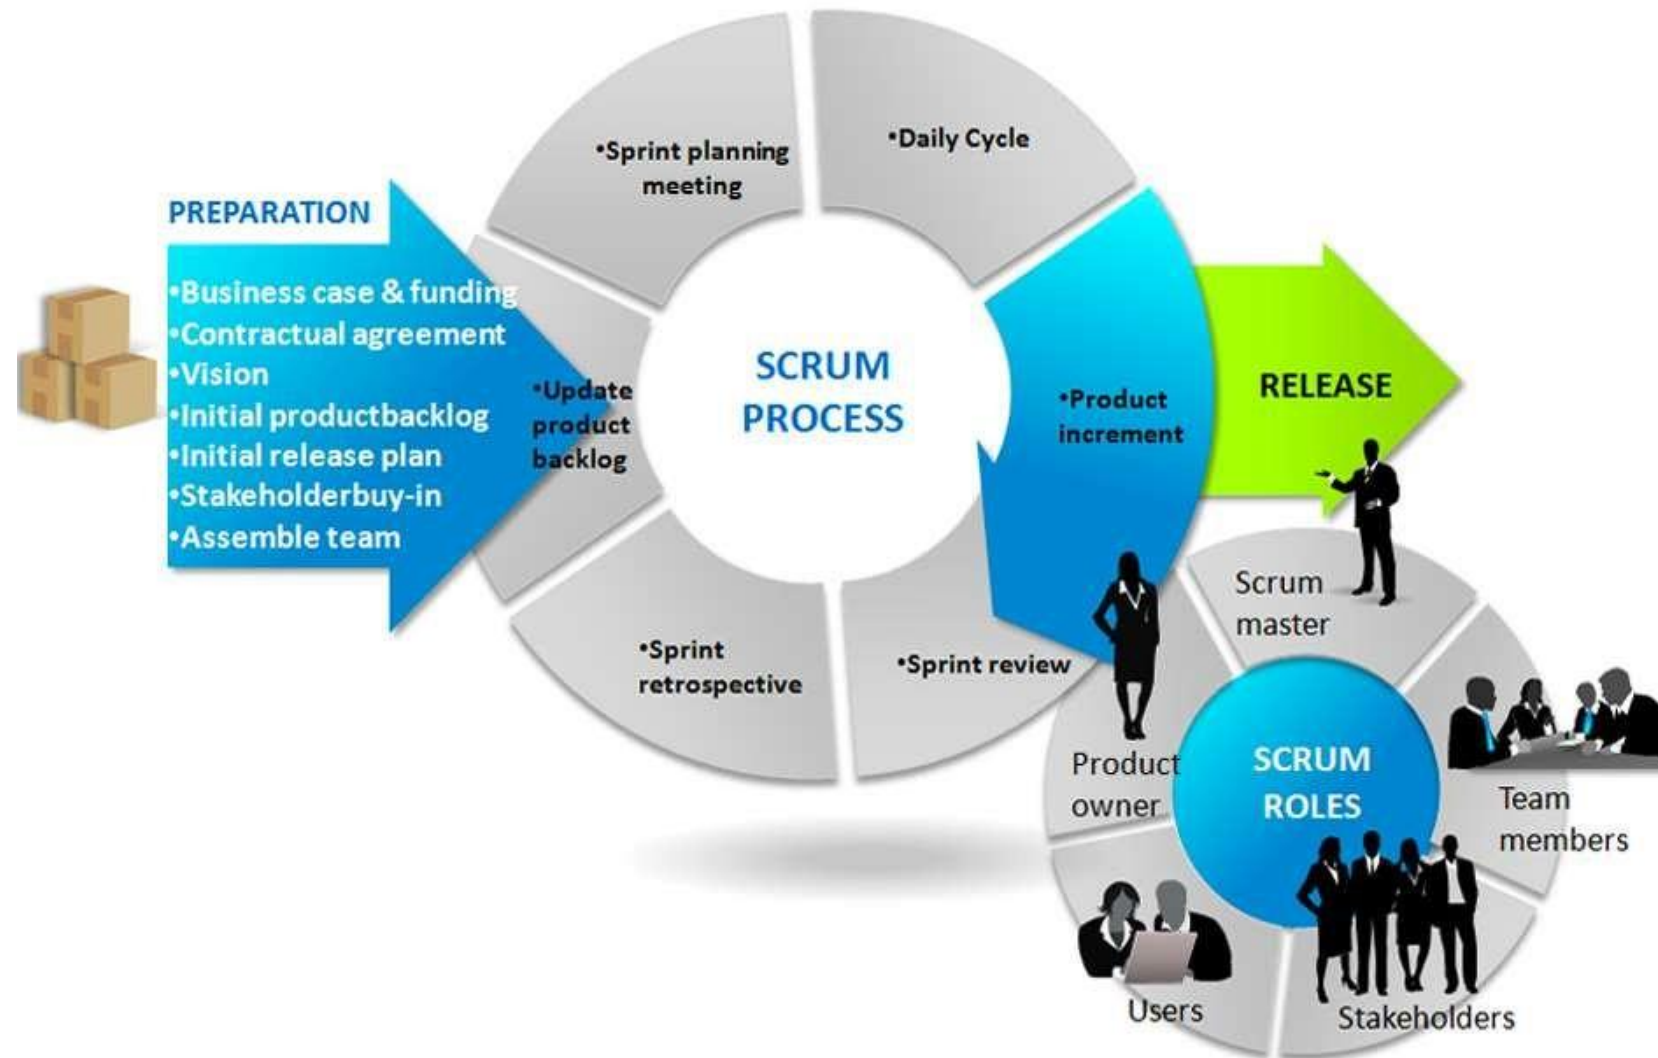 PREPARATION
•Business case & funding
•Contractual agreement
•Vision
•Initial productbacklog
•Initial release plan
•Stakeholderbuy-in
•Assemble team
•Sprint planning
meeting
•Daily Cycle
•Update
product
backlog
SCRUM
PROCESS
•Product
increment
RELEASE
•Sprint
retrospective
•Sprint review
Scrum
master
Product
owner
SCRUM
ROLES
Team
members
Users
Stakeholders